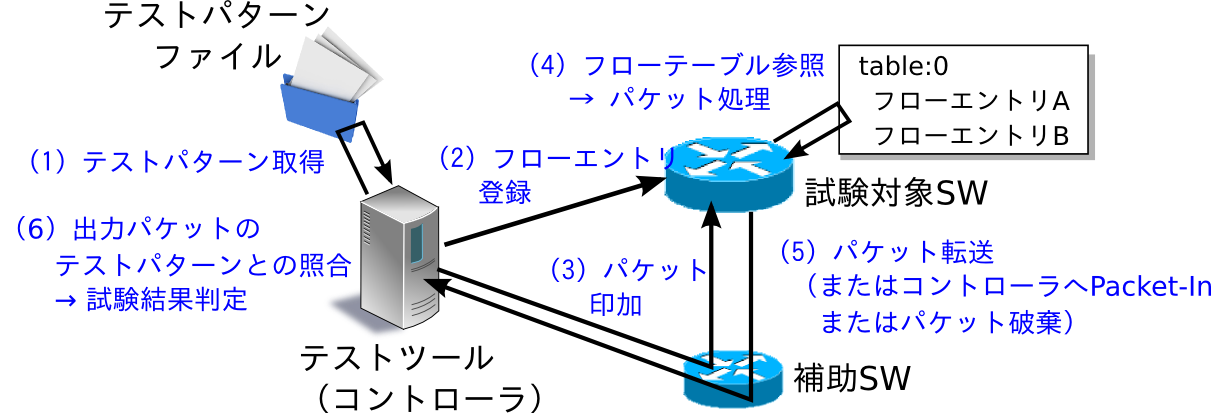 テストパターン
ファイル
(1) テストパターン取得
(2) フローエントリ
登録
(3) パケット
印加
(4) フローテーブル参照
→ パケット処理
table:0
フローエントリA
フローエントリB
試験対象SW
(5) パケット転送
(またはコントローラへPacket-In
またはパケット破棄)
(6) 出力パケットの
テストパターンとの照合
→ 試験結果判定
テストツール
(コントローラ)
補助SW